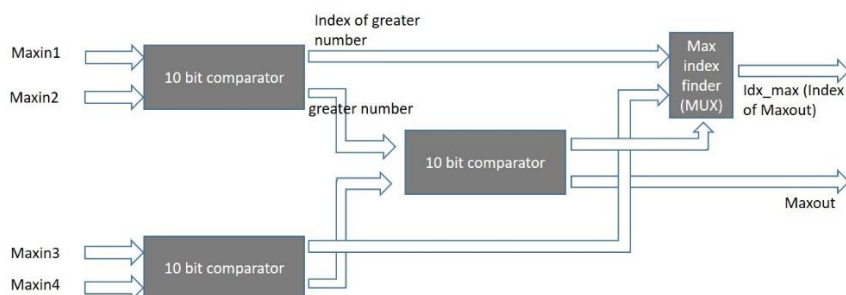 Index of greater
number
Maxin1
10 bit comparator
Maxin2
greater number
Max
index
finder
(MUX)
Idx_max (Index
of Maxout)
10 bit comparator
Maxout
Maxin3
10 bit comparator
Maxin4